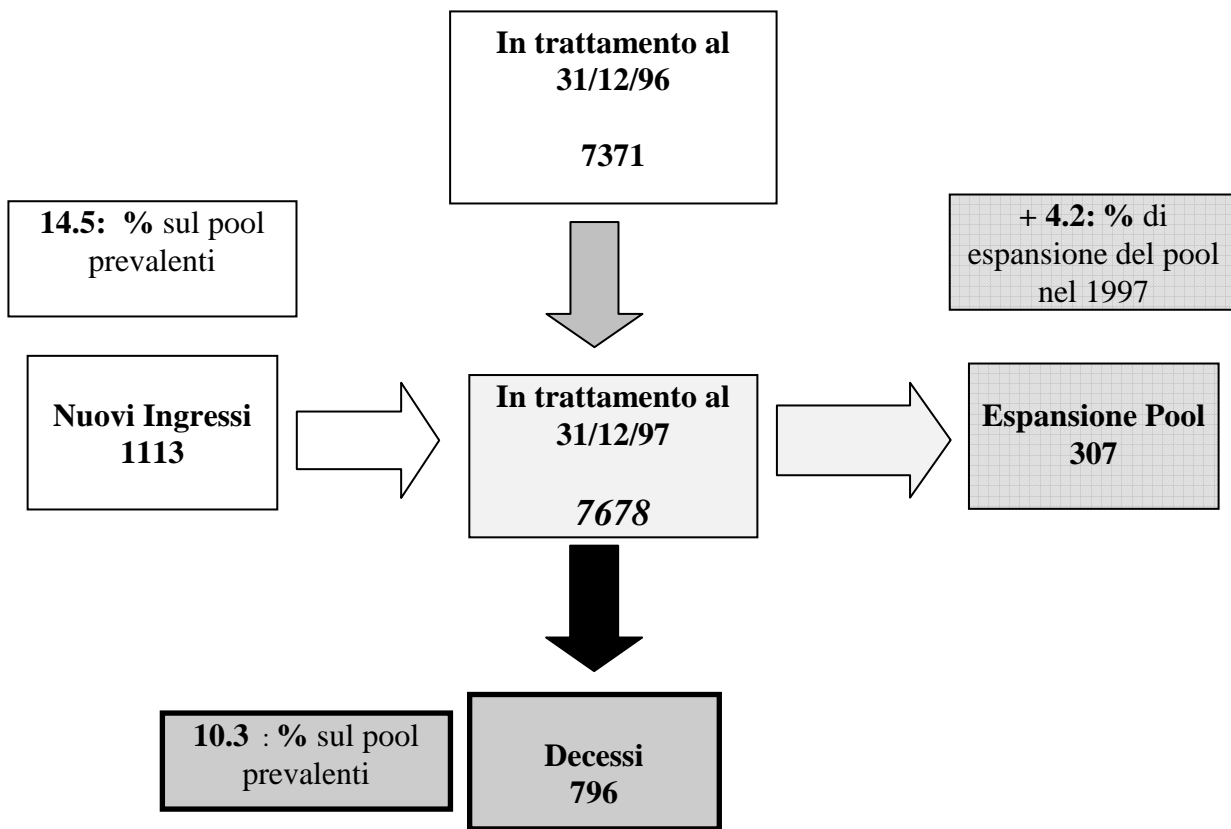 In trattamento al
31/12/96
7371
14.5: % sul pool
prevalenti
+ 4.2: % di
espansione del pool
nel 1997
Nuovi Ingressi
1113
In trattamento al
31/12/97
7678
Espansione Pool
307
10.3 : % sul pool
prevalenti
Decessi
796